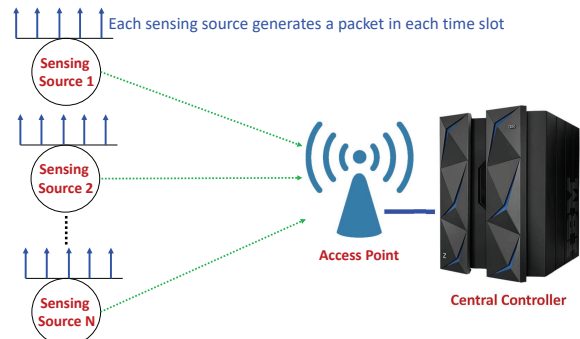 Each sensing source generates a packet in each time slot
Sensing
Source 1
Sensing
Source 2
Sensing
Source N
Access Point
Z
Central Controller